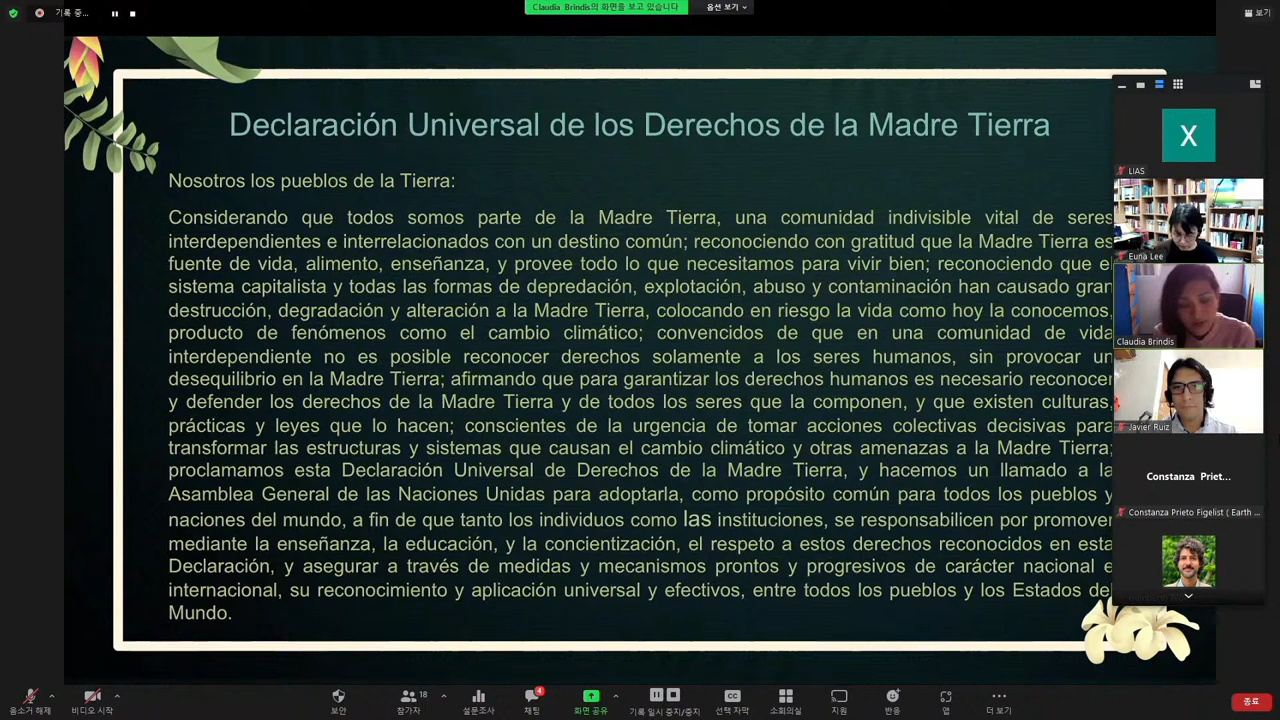 기록 중...
Claudia Brindis의 화면을 보고 있습니다
옵션 보기
보기
Declaración Universal de los Derechos de la Madre Tierra
Nosotros los pueblos de la Tierra:
Considerando que todos somos parte de la Madre Tierra, una comunidad indivisible vital de seres
interdependientes e interrelacionados con un destino común; reconociendo con gratitud que la Madre Tierra es
fuente de vida, alimento, enseñanza, y provee todo lo que necesitamos para vivir bien; reconociendo que el
sistema capitalista y todas las formas de depredación, explotación, abuso y contaminación han causado gran
destrucción, degradación y alteración a la Madre Tierra, colocando en riesgo la vida como hoy la conocemos,
producto de fenómenos como el cambio climático; convencidos de que en una comunidad de vida
interdependiente no es posible reconocer derechos solamente a los seres humanos, sin provocar un
desequilibrio en la Madre Tierra; afirmando que para garantizar los derechos humanos es necesario reconocer
y defender los derechos de la Madre Tierra y de todos los seres que la componen, y que existen culturas,
prácticas y leyes que lo hacen; conscientes de la urgencia de tomar acciones colectivas decisivas para
transformar las estructuras y sistemas que causan el cambio climático y otras amenazas a la Madre Tierra;
proclamamos esta Declaración Universal de Derechos de la Madre Tierra, y hacemos un llamado a la
Asamblea General de las Naciones Unidas para adoptarla, como propósito común para todos los pueblos y
naciones del mundo, a fin de que tanto los individuos como las instituciones, se responsabilicen por promover
mediante la enseñanza, la educación, y la concientización, el respeto a estos derechos reconocidos en esta
Declaración, y asegurar a través de medidas y mecanismos prontos y progresivos de carácter nacional e
internacional, su reconocimiento y aplicación universal y efectivos, entre todos los pueblos y los Estados del
Mundo.
X
LIAS
Euna Lee
Claudia Brindis
Javier Ruiz
Constanza Priet...
Constanza Prieto Figelist ( Earth ...
음소거 해제
비디오 시작
보안
18
참가자
설문조사
4
채팅
화면 공유
기록 일시 중지/중지
CC
선택 자막
소회의실
지원
반응
앱
더 보기
종료